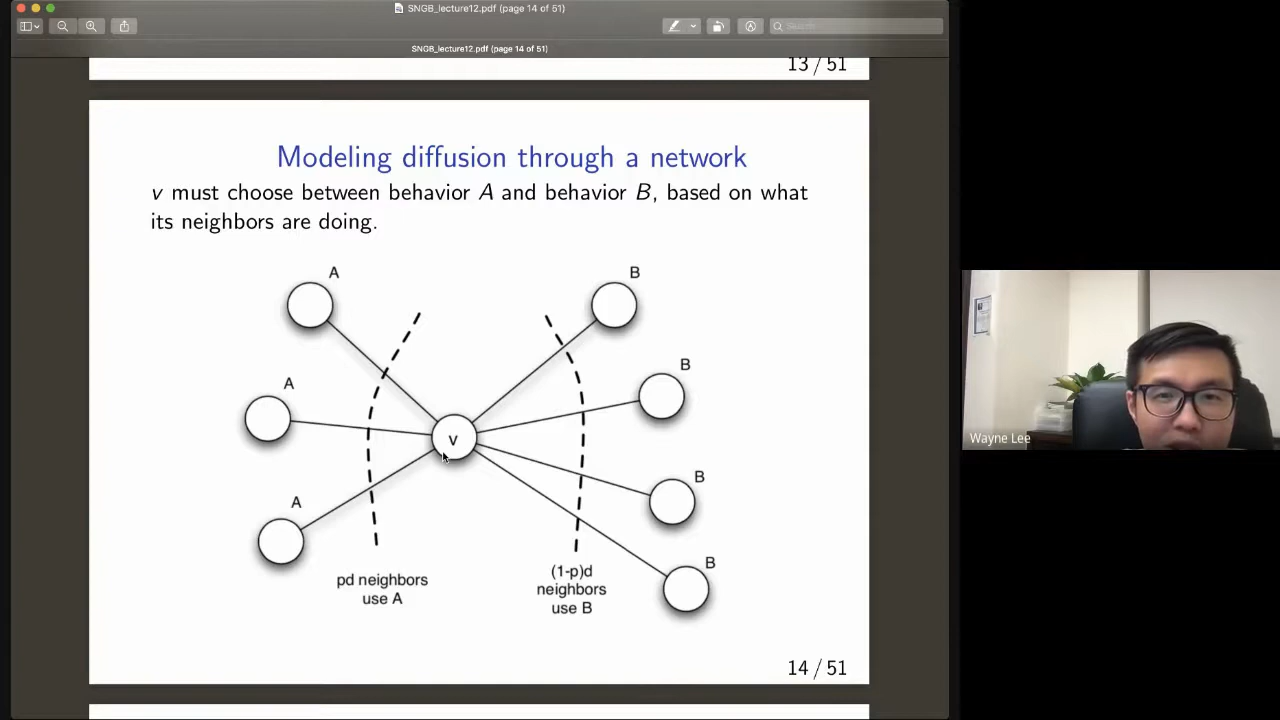 SNGB_lecture12.pdf (page 14 of 51)
Search
SNGB_lecture12.pdf (page 14 of 51)
13 / 51
Modeling diffusion through a network
v must choose between behavior A and behavior B, based on what
its neighbors are doing.
A
B
A
B
v
A
B
B
pd neighbors
use A
(1-p)d
neighbors
use B
14 / 51
Wayne Lee